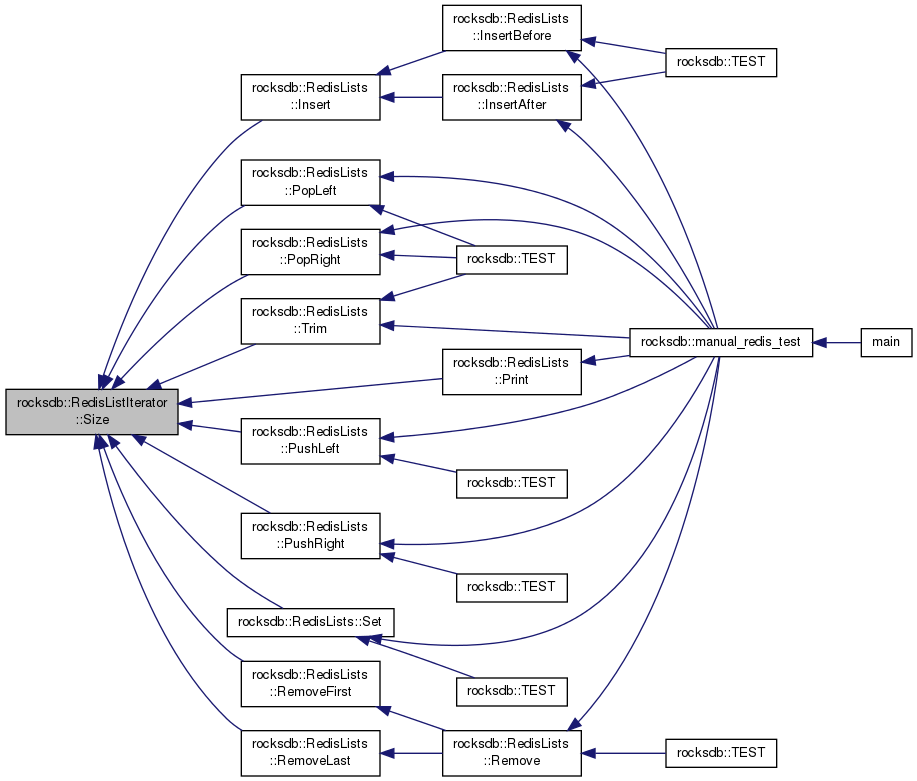 rocksdb::RedisLists
::InsertBefore
rocksdb::TEST
rocksdb::RedisLists
::Insert
rocksdb::RedisLists
::InsertAfter
rocksdb::RedisLists
::PopLeft
rocksdb::RedisLists
::PopRight
rocksdb::TEST
rocksdb::RedisLists
::Trim
rocksdb::manual_redis_test
main
rocksdb::RedisLists
::Print
rocksdb::RedisListIterator
::Size
rocksdb::RedisLists
::PushLeft
rocksdb::TEST
rocksdb::RedisLists
::PushRight
rocksdb::TEST
rocksdb::RedisLists::Set
rocksdb::RedisLists
::RemoveFirst
rocksdb::TEST
rocksdb::RedisLists
::RemoveLast
rocksdb::RedisLists
::Remove
rocksdb::TEST